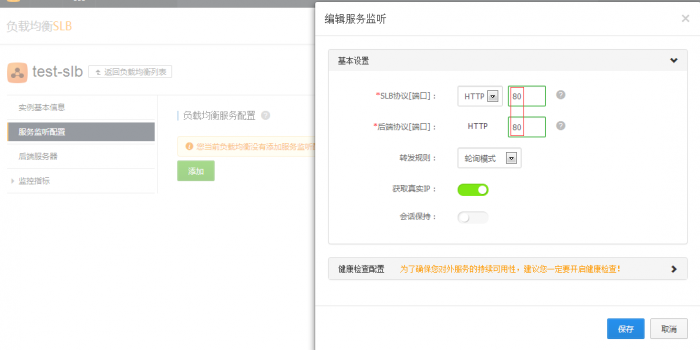 负载均衡SLB
test-slb
返回负载均衡列表
实例基本信息
服务监听配置
后端服务器
监控指标
负载均衡服务配置
您当前负载均衡没有添加服务监听
添加
编辑服务监听
基本设置
*SLB协议[端口]： HTTP 80
*后端协议[端口]： HTTP 80
转发规则： 轮询模式
获取真实IP：
会话保持：
健康检查配置 为了确保您对外服务的持续可用性，建议您一定要开启健康检查！
保存 取消